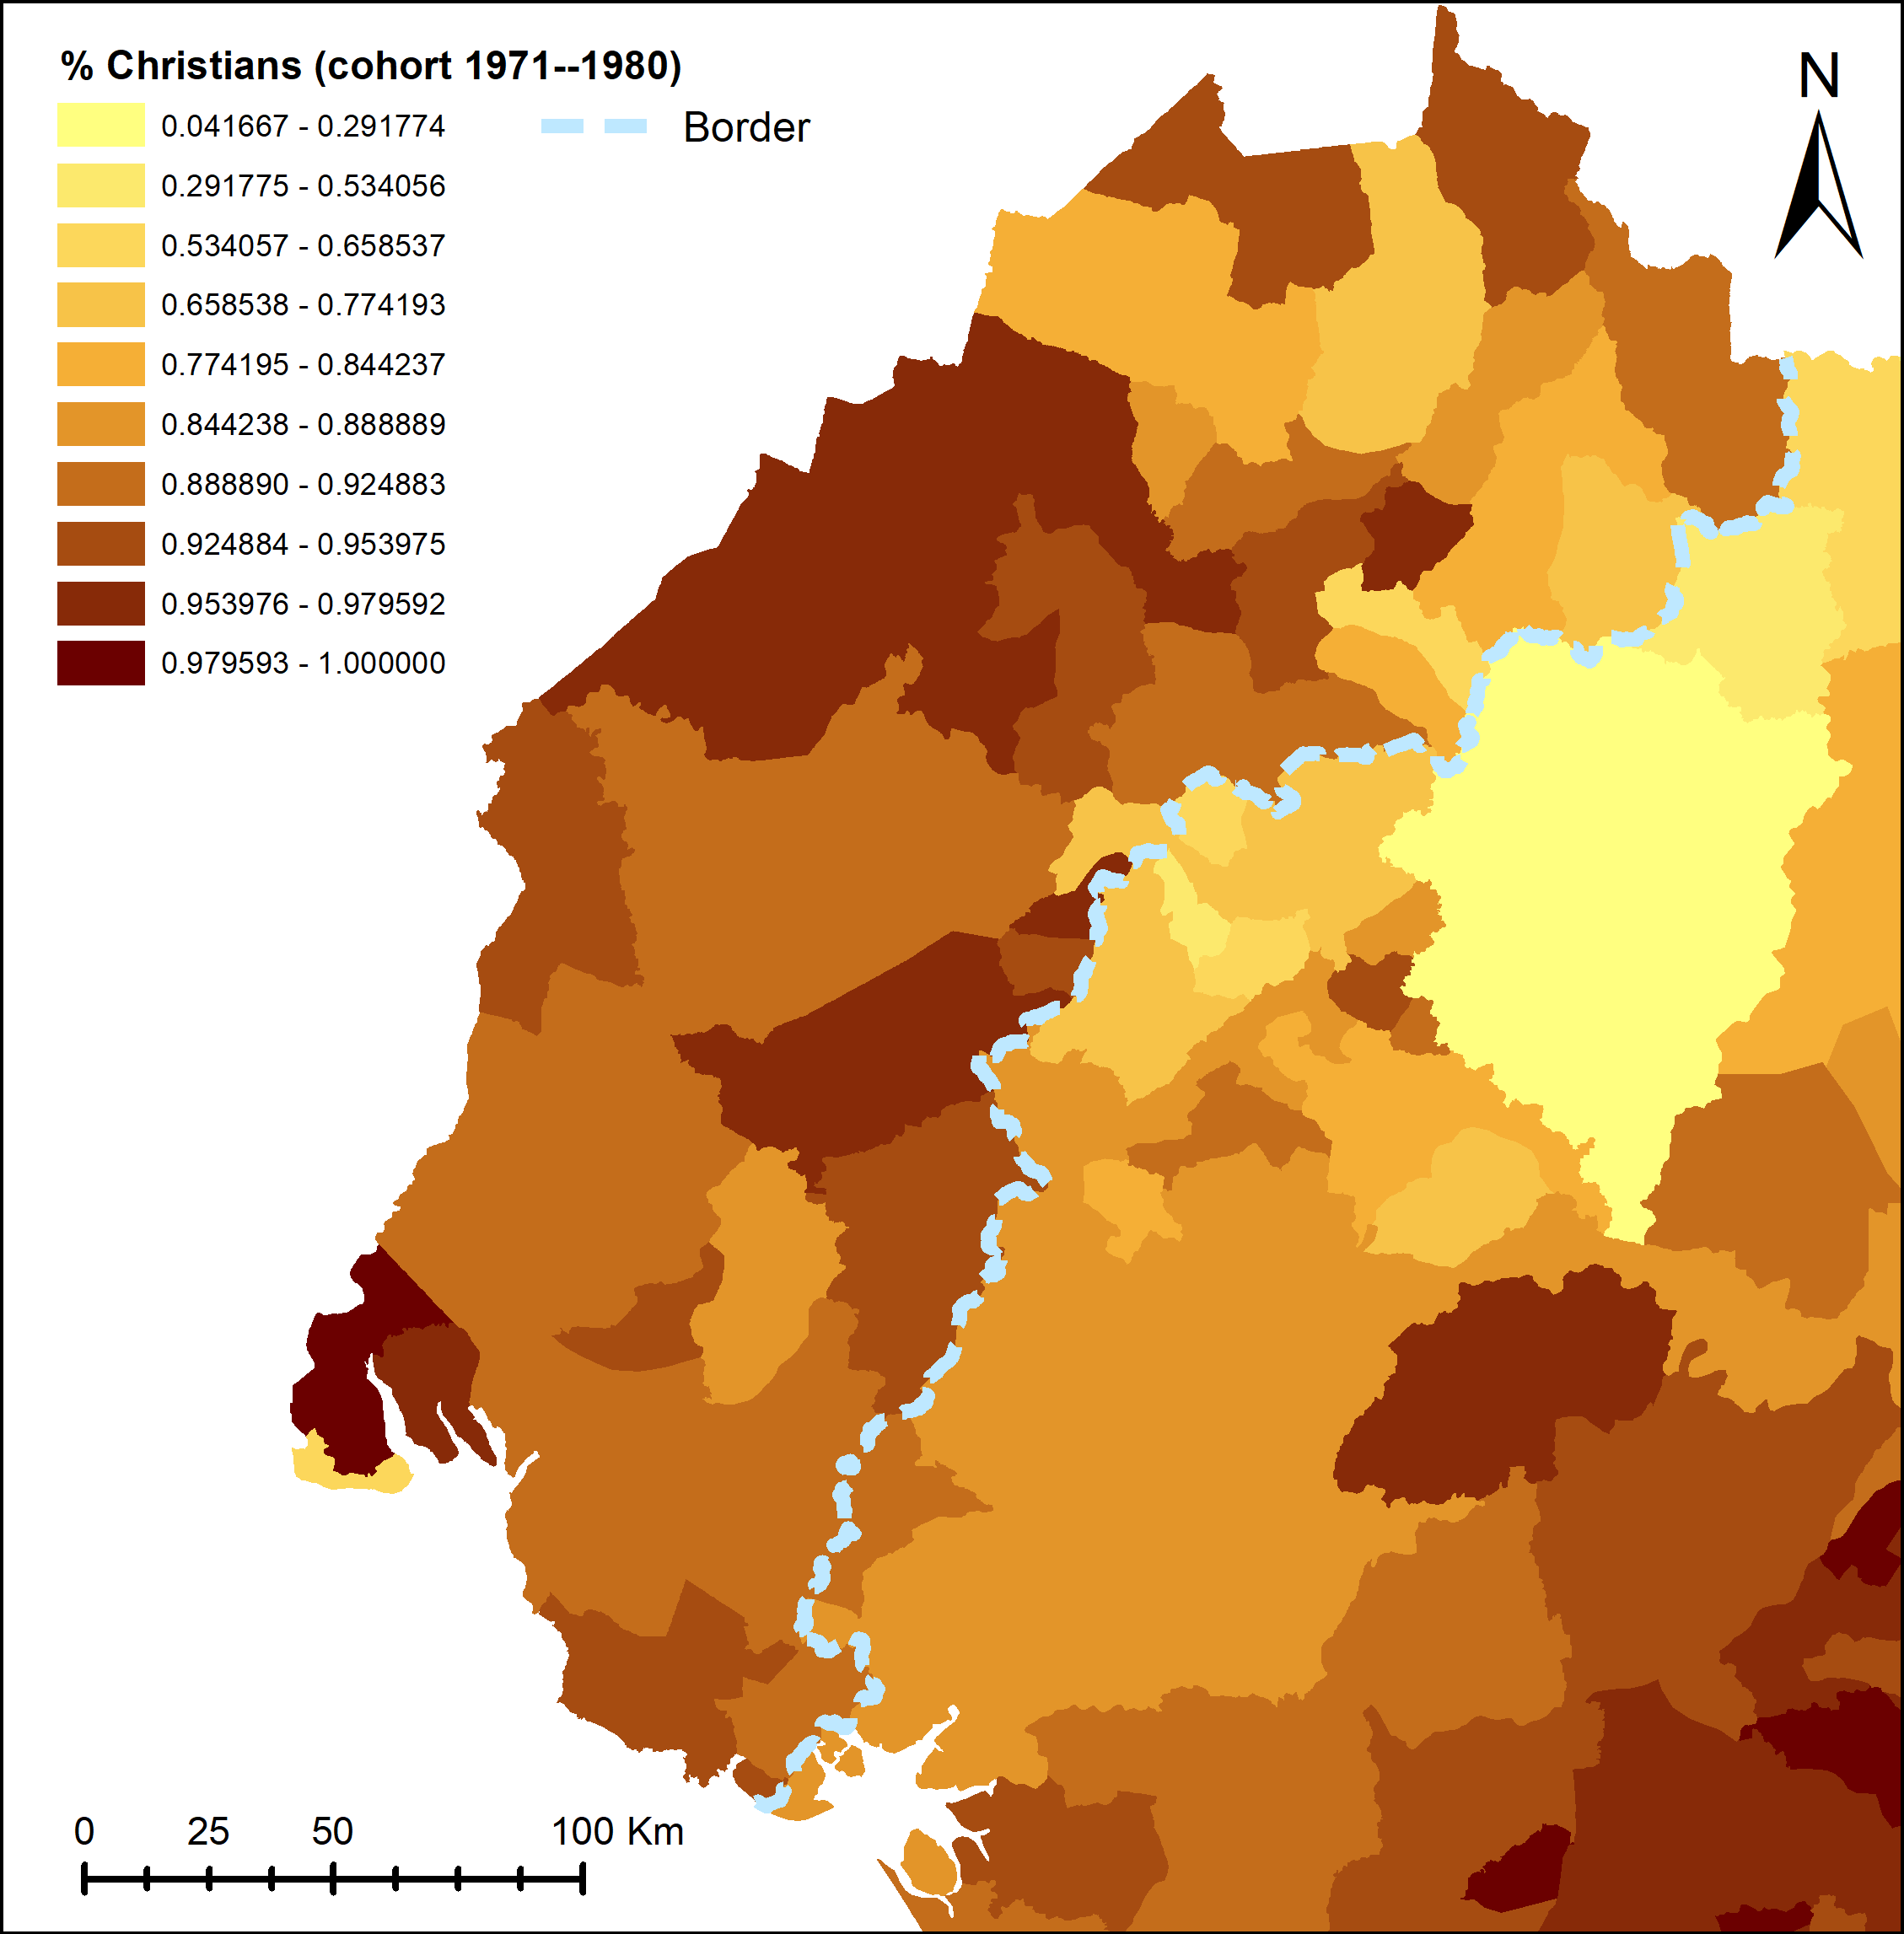 % Christians (cohort 1971--1980)
0.041667 - 0.291774
0.291775 - 0.534056
0.534057 - 0.658537
0.658538 - 0.774193
0.774195 - 0.844237
0.844238 - 0.888889
0.888890 - 0.924883
0.924884 - 0.953975
0.953976 - 0.979592
0.979593 - 1.000000
Border
N
0 25 50 100 Km